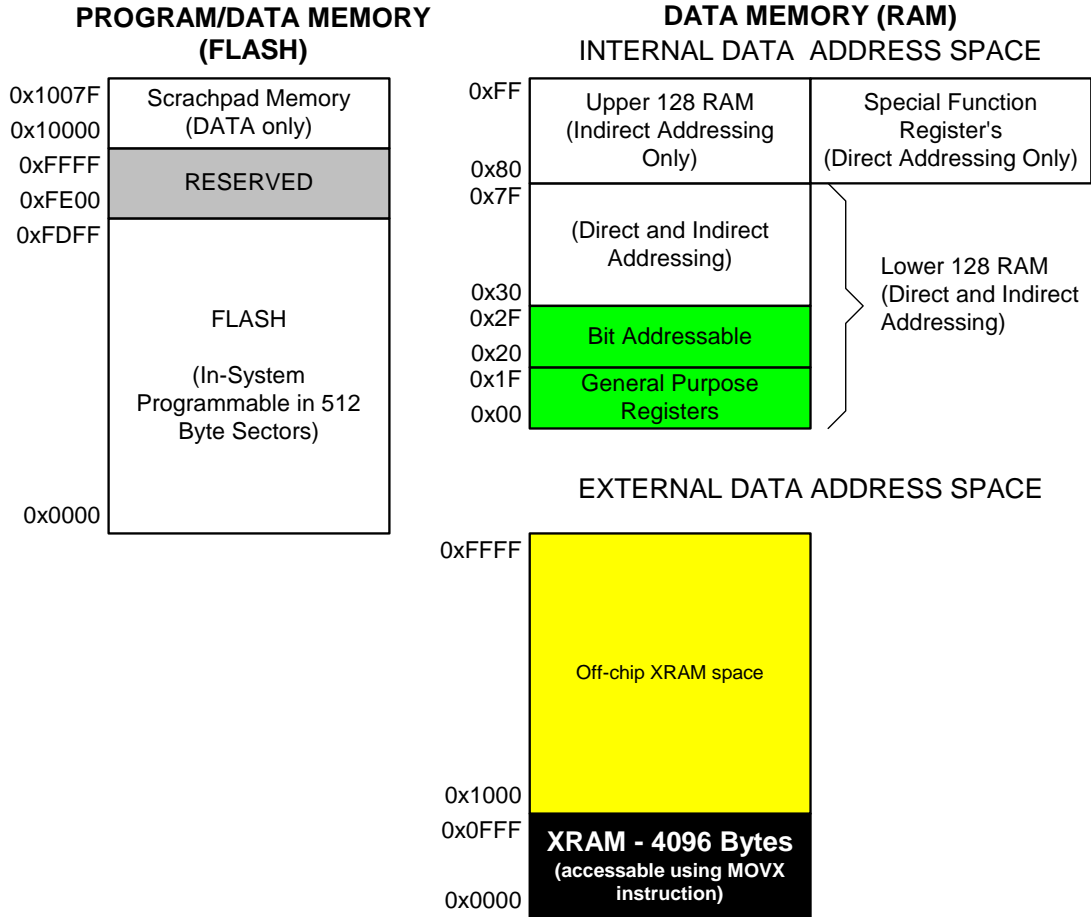 PROGRAM/DATA MEMORY
(FLASH)
0x1007F
Scrachpad Memory
(DATA only)
0x10000
0xFFFF
RESERVED
0xFE00
0xFDFF
FLASH
(In-System
Programmable in 512
Byte Sectors)
0x0000
DATA MEMORY (RAM)
INTERNAL DATA ADDRESS SPACE
0xFF
Upper 128 RAM
(Indirect Addressing
Only)
0x80
Special Function
Register's
(Direct Addressing Only)
0x7F
(Direct and Indirect
Addressing)
0x30
0x2F
Bit Addressable
0x20
0x1F
General Purpose
Registers
0x00
Lower 128 RAM
(Direct and Indirect
Addressing)
EXTERNAL DATA ADDRESS SPACE
0xFFFF
Off-chip XRAM space
0x1000
0x0FFF
XRAM - 4096 Bytes
(accessable using MOVX
instruction)
0x0000